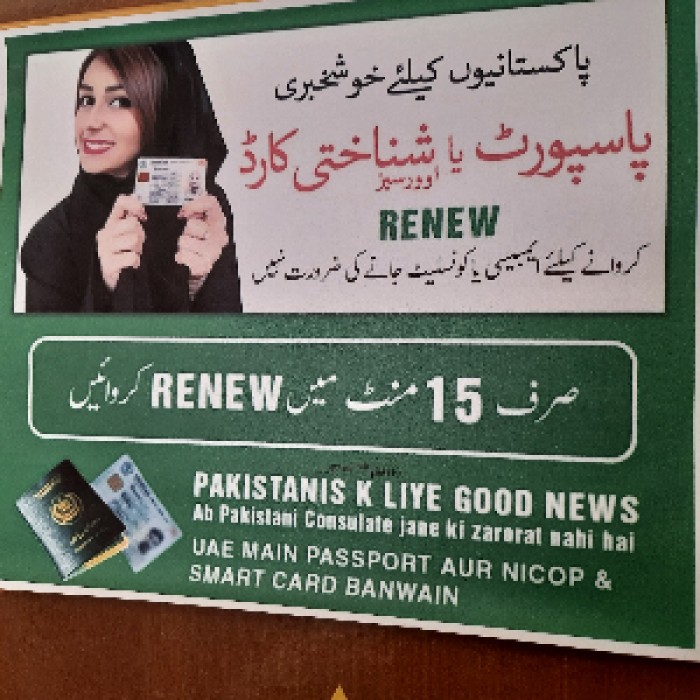 پاکستانیوں کیلئے خوشخبری
پاسپورٹ یا شناختی کارڈ
اوورسیز
RENEW
کروانے کیلئے ایمبیسی یا کونسلیٹ جانے کی ضرورت نہیں
صرف 15 منٹ میں RENEW کروائیں
PAKISTANIS K LIYE GOOD NEWS
Ab Pakistani Consulate jane ki zarorat nahi hai
UAE MAIN PASSPORT AUR NICOP &
SMART CARD BANWAIN